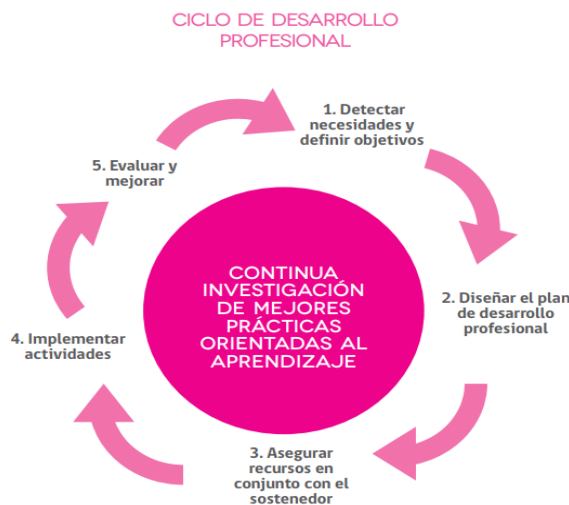 CICLO DE DESARROLLO
PROFESIONAL
1. Detectar
necesidades y
definir objetivos
2. Diseñar el plan
de desarrollo
profesional
3. Asegurar
recursos en
conjunto con el
sostenedor
4. Implementar
actividades
5. Evaluar y
mejorar
CONTINUA
INVESTIGACIÓN
DE MEJORES
PRÁCTICAS
ORIENTADAS AL
APRENDIZAJE